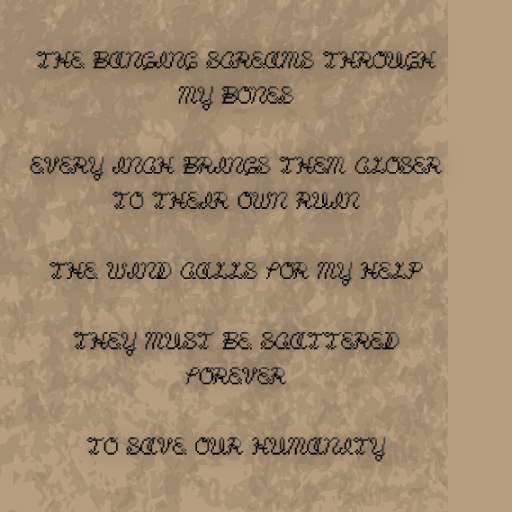 THE BANGING SCREAMS THROUGH
MY BONES
EVERY INCH BRINGS THEM CLOSER
TO THEIR OWN RUIN
THE WIND CALLS FOR MY HELP
THEY MUST BE SCATTERED
FOREVER
TO SAVE OUR HUMANITY